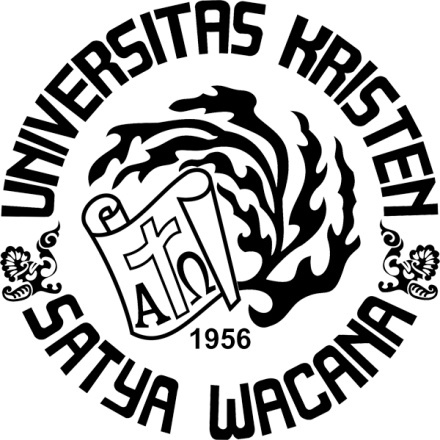 UNIVERSITAS KRISTEN
Α Ω
1956
SATYA WACANA